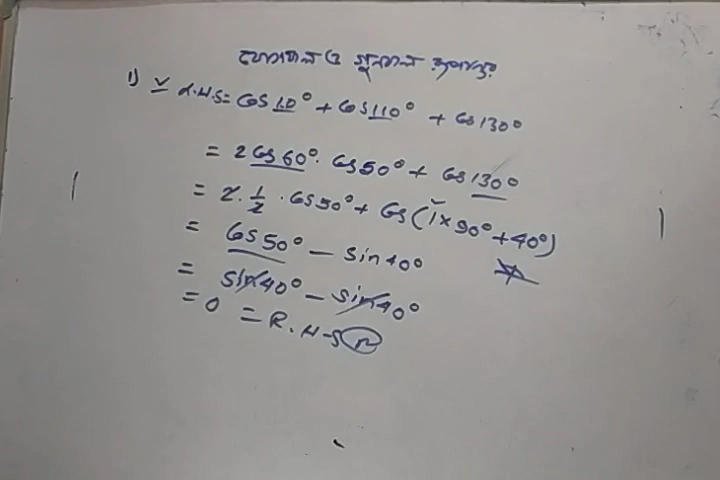 যোগফল ও গুনফল রূপান্তর
1) ✓ L.H.S = Cos 10° + Cos 110° + Cos 130°
= 2 Cos 60° · Cos 50° + Cos 130°
= 2 · 1/2 · Cos 50° + Cos (1 × 90° + 40°)
= Cos 50° – Sin 40°
= Sin 40° – Sin 40°
= 0 = R.H.S